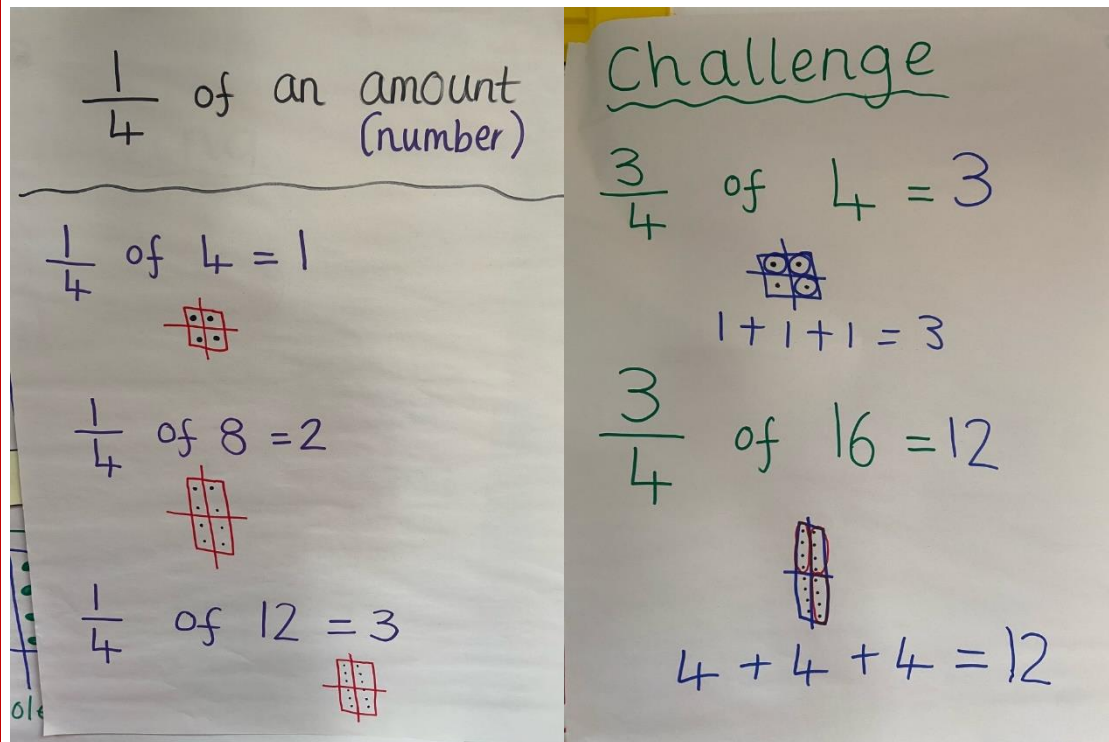 1/4 of an amount
(number)
1/4 of 4 = 1
1/4 of 8 = 2
1/4 of 12 = 3
Challenge
3/4 of 4 = 3
1 + 1 + 1 = 3
3/4 of 16 = 12
4 + 4 + 4 = 12